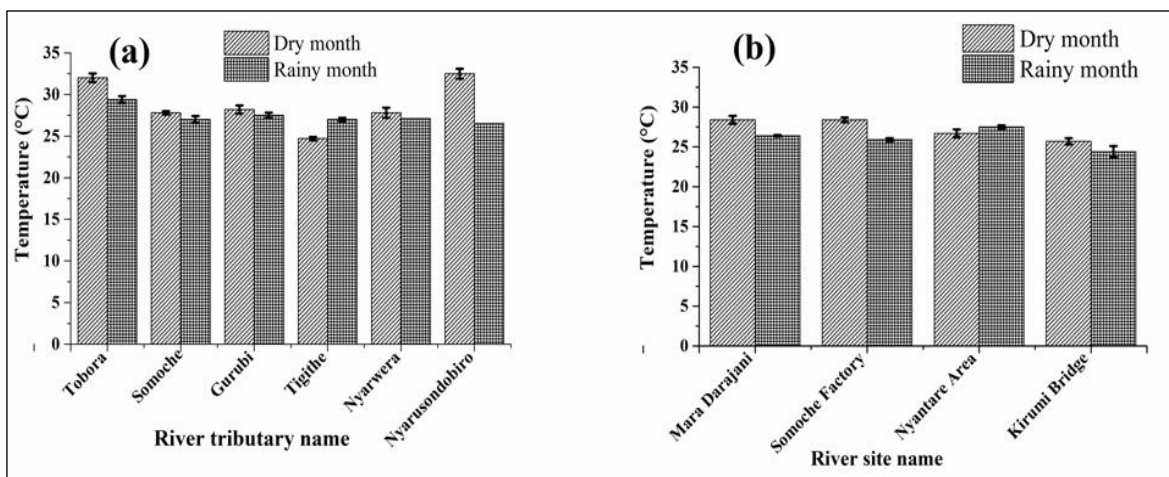 (a)
Dry month
Rainy month
35
30
25
20
15
10
5
0
Temperature (°C)
Tobora
Somoche
Gurubi
Tigithe
Nyarwera
Nyarusondobiro
River tributary name
(b)
Dry month
Rainy month
35
30
25
20
15
10
5
0
Temperature (°C)
Mara Darajani
Somoche Factory
Nyantare Area
Kirumi Bridge
River site name